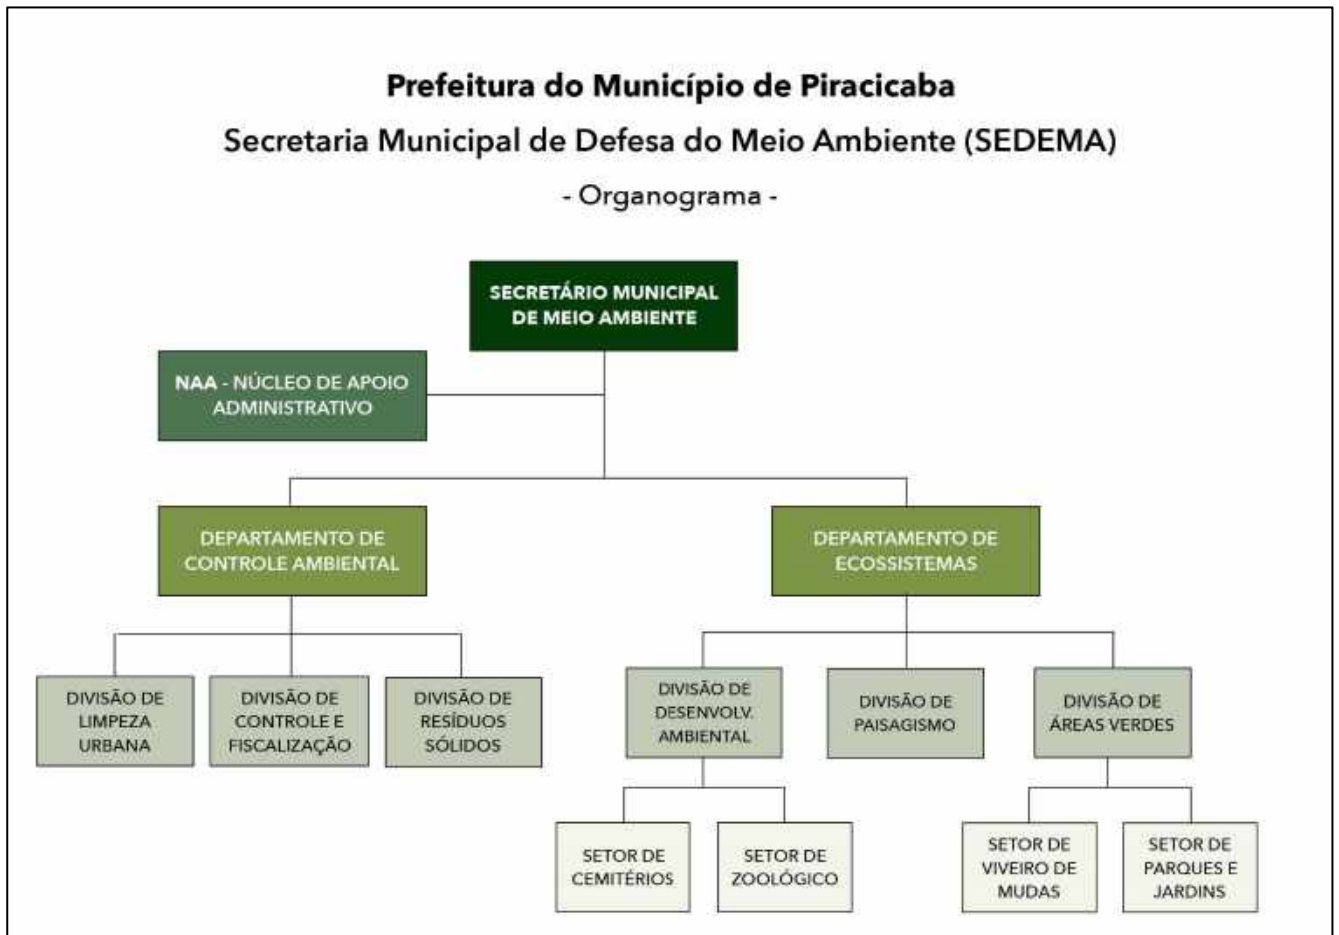 Prefeitura do Município de Piracicaba
Secretaria Municipal de Defesa do Meio Ambiente (SEDEMA)
- Organograma -
SECRETÁRIO MUNICIPAL
DE MEIO AMBIENTE
NAA - NÚCLEO DE APOIO
ADMINISTRATIVO
DEPARTAMENTO DE
CONTROLE AMBIENTAL
DEPARTAMENTO DE
ECOSSISTEMAS
DIVISÃO DE
LIMPEZA
URBANA
DIVISÃO DE
CONTROLE E
FISCALIZAÇÃO
DIVISÃO DE
RESÍDUOS
SÓLIDOS
DIVISÃO DE
DESENVOLV.
AMBIENTAL
DIVISÃO DE
PAISAGISMO
DIVISÃO DE
ÁREAS VERDES
SETOR DE
CEMITÉRIOS
SETOR DE
ZOOLÓGICO
SETOR DE
VIVEIRO DE
MUDAS
SETOR DE
PARQUES E
JARDINS